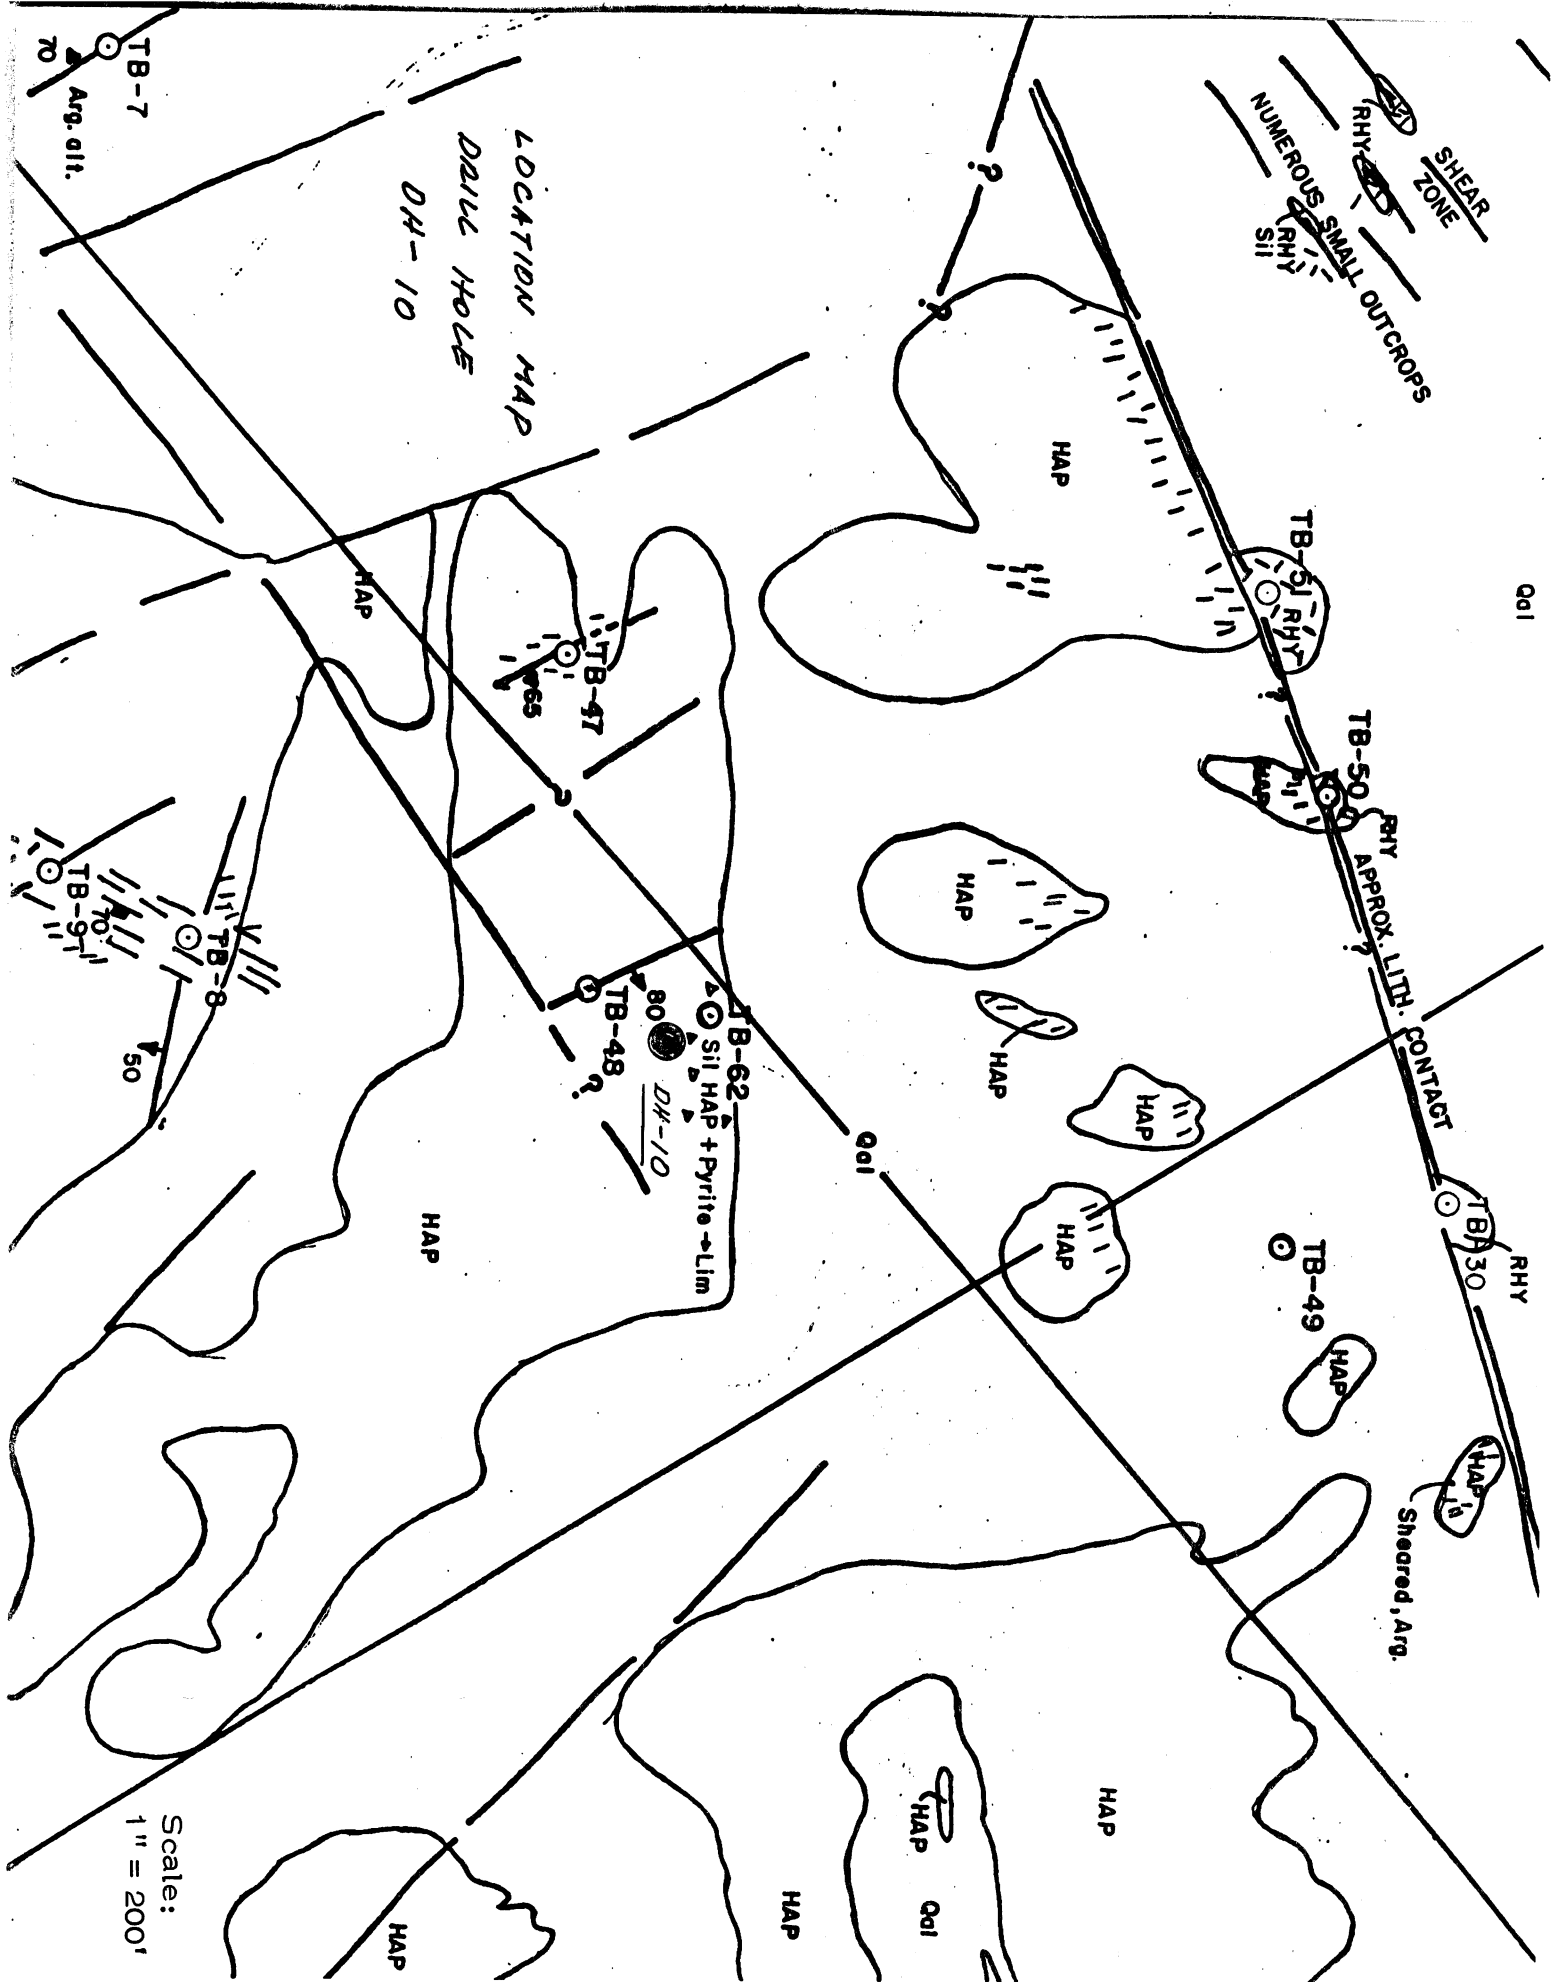 Qal
SHEAR
ZONE
RHY
NUMEROUS SMALL OUTCROPS
RHY
Sil
RHY
TBA30
Sheared, Arg.
HAP
APPROX. LITH. CONTACT
?
RHY
TB-50
HAP
HAP
TB-49
TB-51
RHY
?
HAP
HAP
HAP
HAP
HAP
HAP
?
?
HAP
HAP
Qal
Qal
HAP
TB-62
Sil HAP + Pyrite → Lim
80
DH-10
TB-48
?
TB-47
65
?
LOCATION MAP
DRILL HOLE
DH-10
HAP
HAP
HAP
TB-8
50
TB-9
70
TB-7
70
Arg. alt.
Scale:
1" = 200'